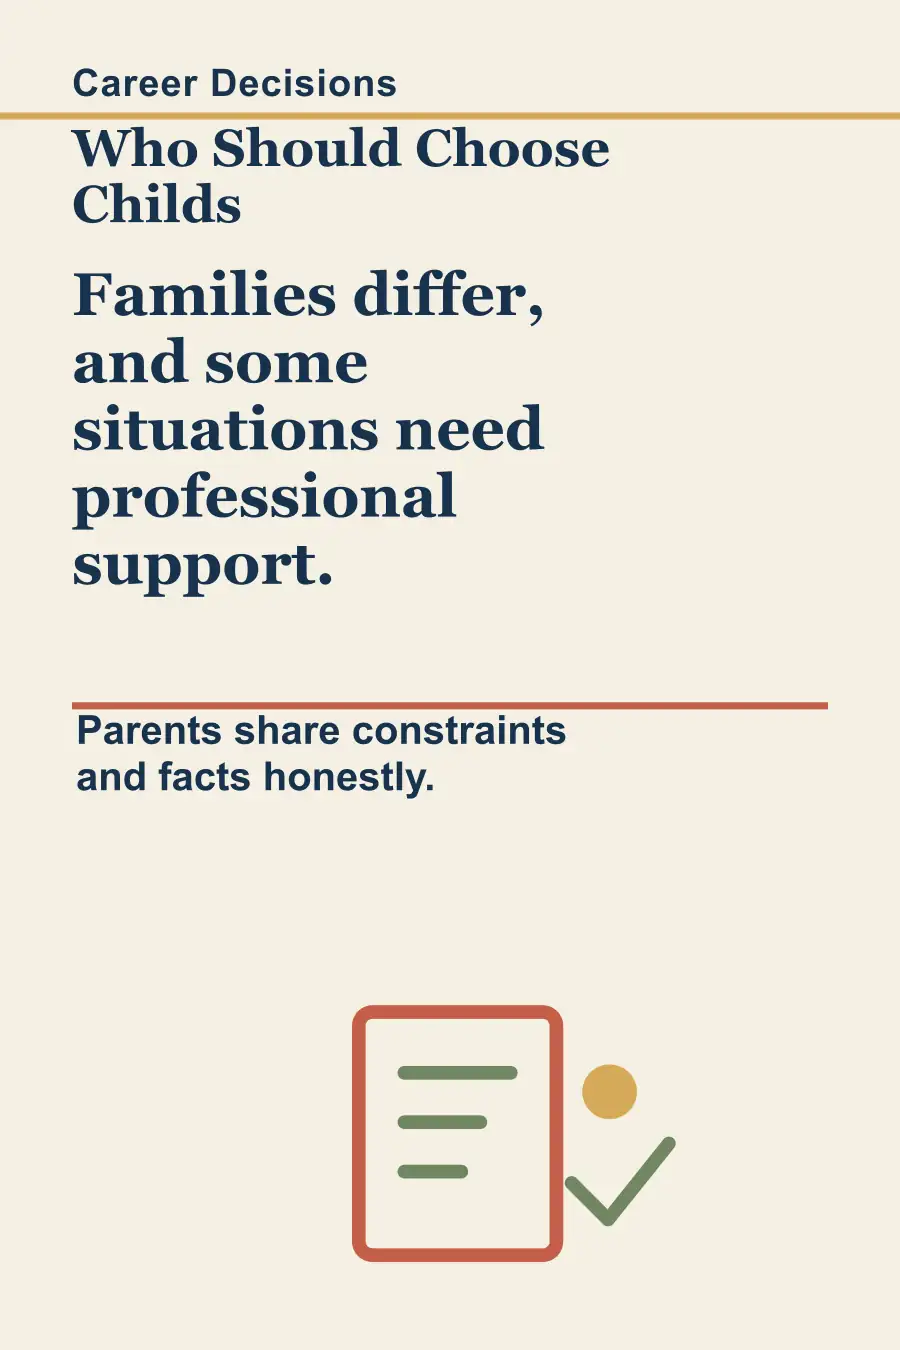 Career Decisions
Who Should Choose
Childs
Families differ,
and some
situations need
professional
support.
Parents share constraints
and facts honestly.